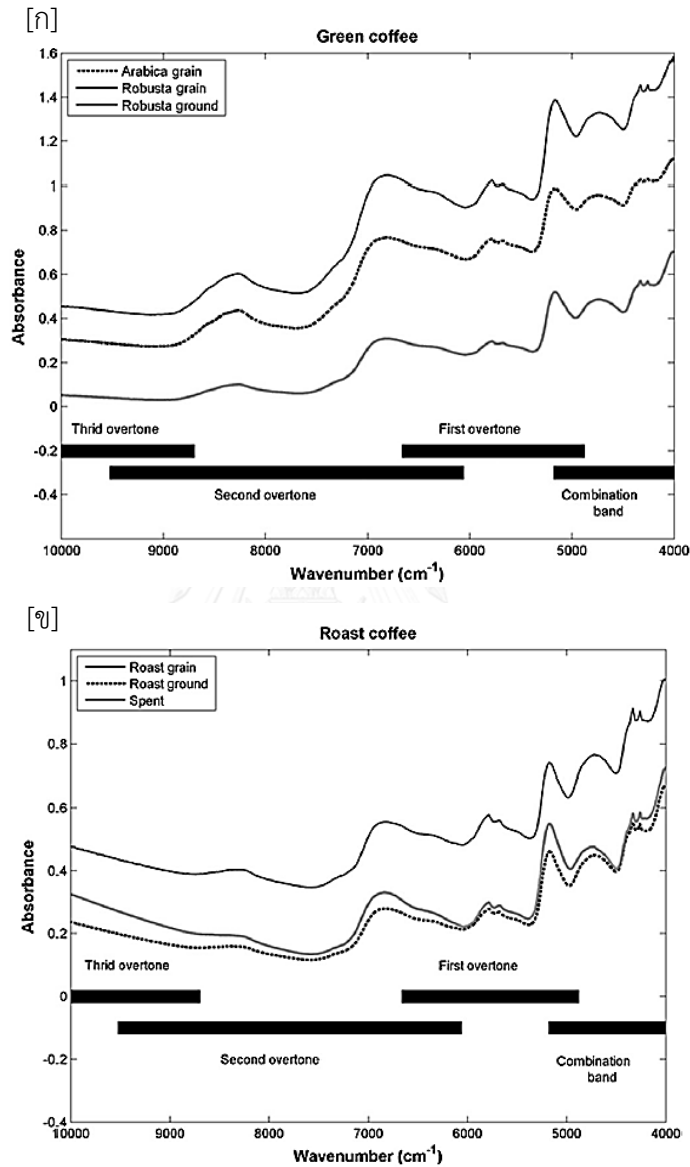 [ก]
Green coffee
Arabica grain
Robusta grain
Robusta ground
1.6
1.4
1.2
1
0.8
0.6
0.4
0.2
0
-0.2
-0.4
Absorbance
Thrid overtone
First overtone
Second overtone
Combination
band
10000 9000 8000 7000 6000 5000 4000
Wavenumber (cm-1)
[ข]
Roast coffee
Roast grain
Roast ground
Spent
1
0.8
0.6
0.4
0.2
0
-0.2
-0.4
Absorbance
Thrid overtone
First overtone
Second overtone
Combination
band
10000 9000 8000 7000 6000 5000 4000
Wavenumber (cm-1)